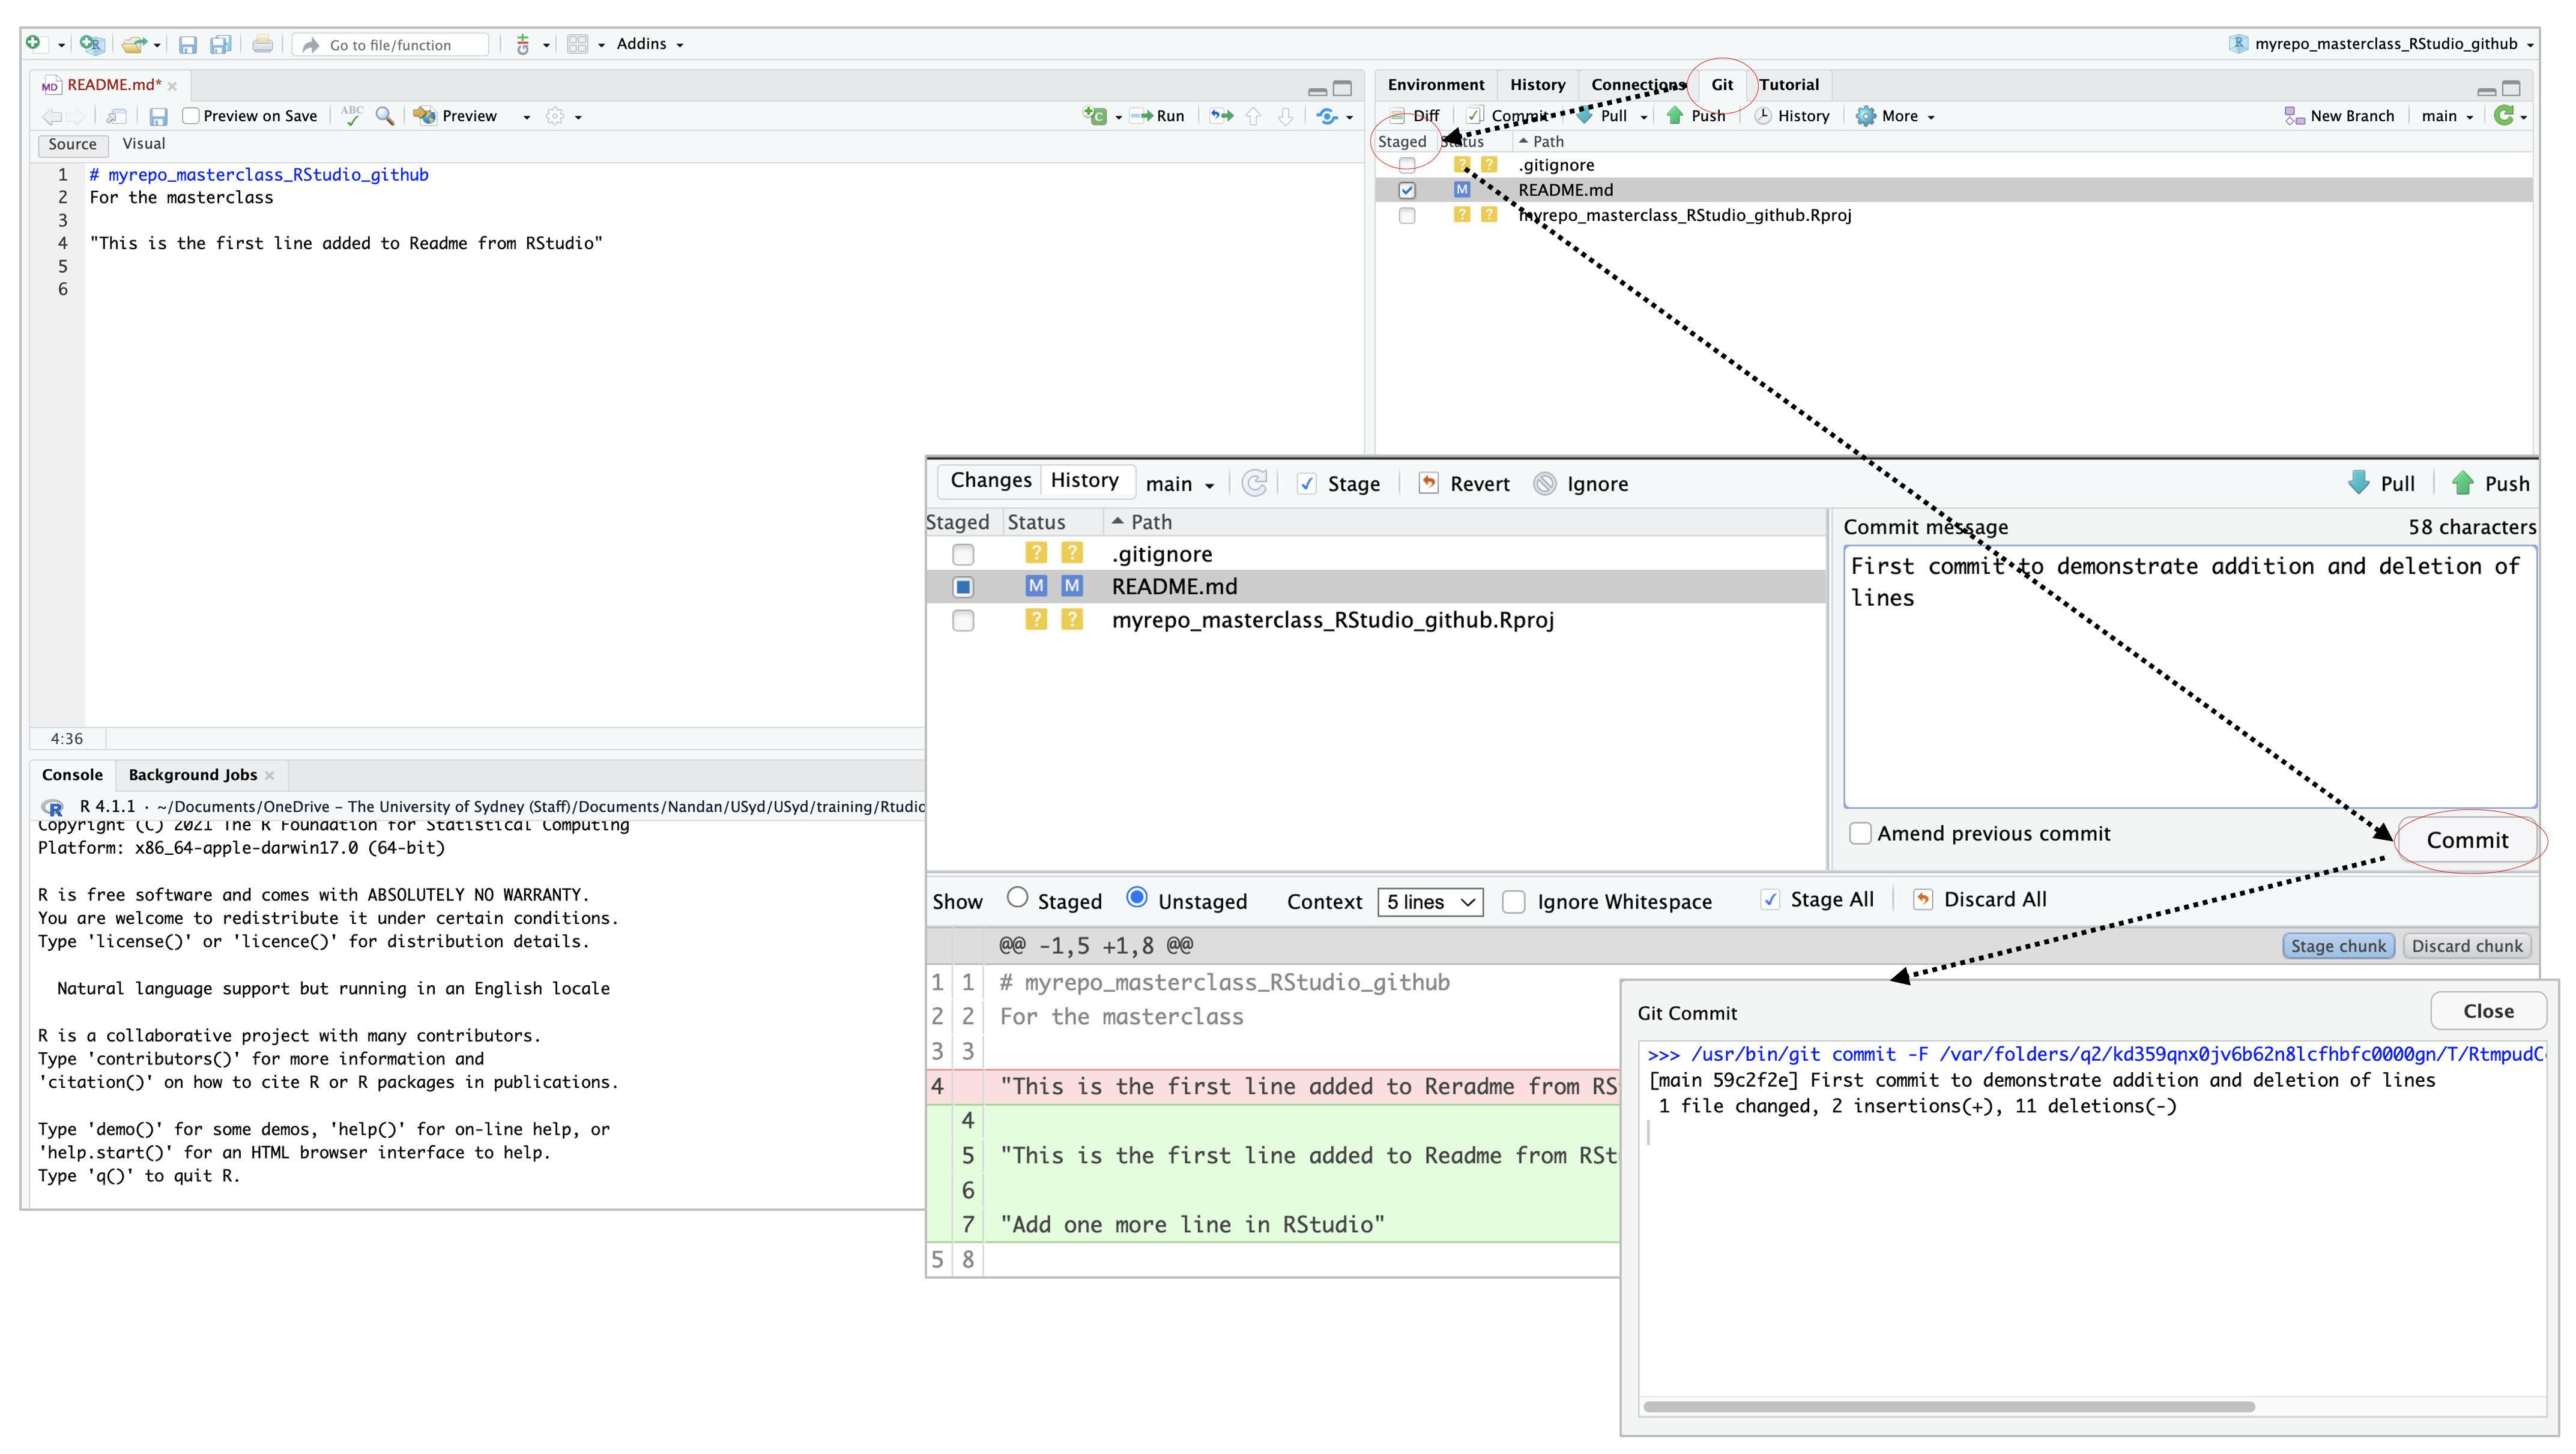 Go to file/function
Addins
myrepo_masterclass_RStudio_github
README.md*
Preview on Save
ABC
Preview
Run
Source
Visual
1 # myrepo_masterclass_RStudio_github
2 For the masterclass
3
4 "This is the first line added to Readme from RStudio"
5
6
4:36
Environment
History
Connections
Git
Tutorial
Diff
Commit
Pull
Push
History
More
New Branch
main
Staged Status Path
? ? .gitignore
M README.md
? ? myrepo_masterclass_RStudio_github.Rproj
Console
Background Jobs
R 4.1.1 · ~/Documents/OneDrive – The University of Sydney (Staff)/Documents/Nandan/USyd/USyd/training/Rtudio
Copyright (C) 2021 The R Foundation for Statistical Computing
Platform: x86_64-apple-darwin17.0 (64-bit)
R is free software and comes with ABSOLUTELY NO WARRANTY.
You are welcome to redistribute it under certain conditions.
Type 'license()' or 'licence()' for distribution details.
Natural language support but running in an English locale
R is a collaborative project with many contributors.
Type 'contributors()' for more information and
'citation()' on how to cite R or R packages in publications.
Type 'demo()' for some demos, 'help()' for on-line help, or
'help.start()' for an HTML browser interface to help.
Type 'q()' to quit R.
Changes
History
main
Stage
Revert
Ignore
Pull
Push
Staged Status Path
? ? .gitignore
M M README.md
? ? myrepo_masterclass_RStudio_github.Rproj
Commit message
58 characters
First commit to demonstrate addition and deletion of
lines
Amend previous commit
Commit
Show Staged Unstaged Context 5 lines Ignore Whitespace Stage All Discard All
@@ -1,5 +1,8 @@
Stage chunk
Discard chunk
1 1 # myrepo_masterclass_RStudio_github
2 2 For the masterclass
3 3
4 "This is the first line added to Reradme from RS
4
5 "This is the first line added to Readme from RSt
6
7 "Add one more line in RStudio"
5 8
Git Commit
Close
>>> /usr/bin/git commit -F /var/folders/q2/kd359qnx0jv6b62n8lcfhbfc0000gn/T/RtmpudC
[main 59c2f2e] First commit to demonstrate addition and deletion of lines
1 file changed, 2 insertions(+), 11 deletions(-)